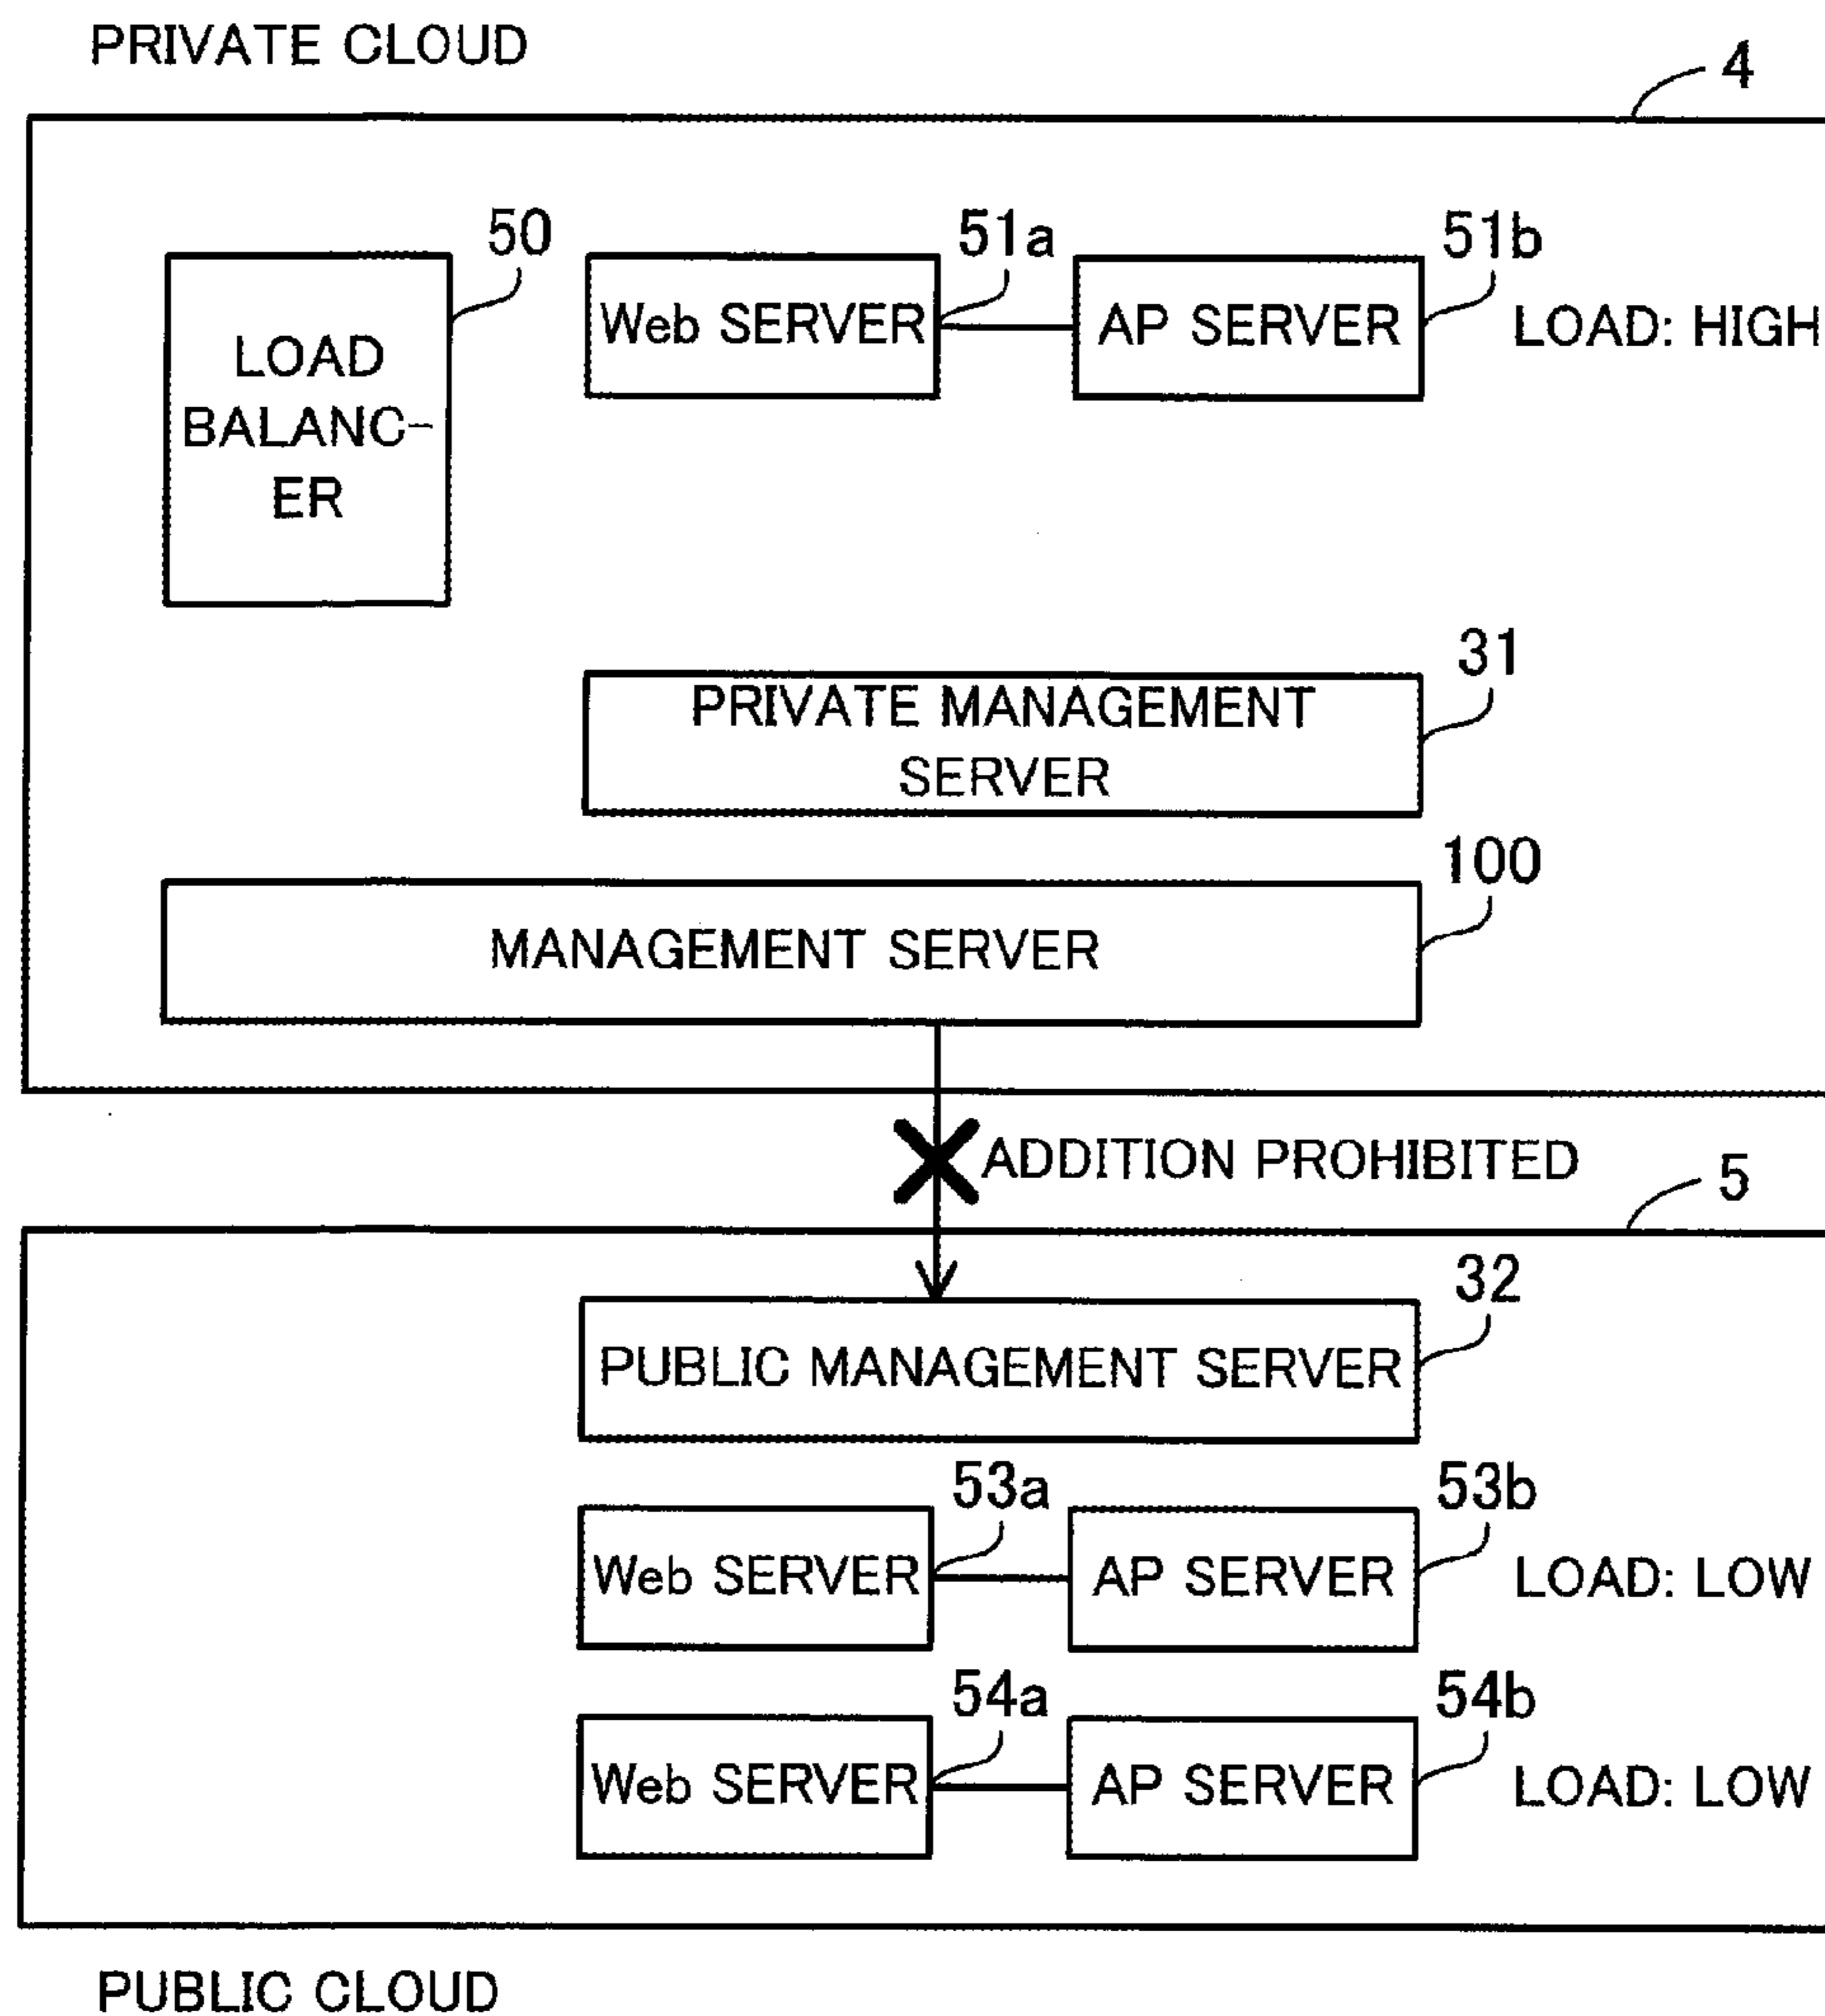 PRIVATE CLOUD
4
50
51a
51b
LOAD
BALANC-
ER
Web SERVER
AP SERVER
LOAD: HIGH
31
PRIVATE MANAGEMENT
SERVER
100
MANAGEMENT SERVER
ADDITION PROHIBITED
5
32
PUBLIC MANAGEMENT SERVER
53a
53b
Web SERVER
AP SERVER
LOAD: LOW
54a
54b
Web SERVER
AP SERVER
LOAD: LOW
PUBLIC CLOUD